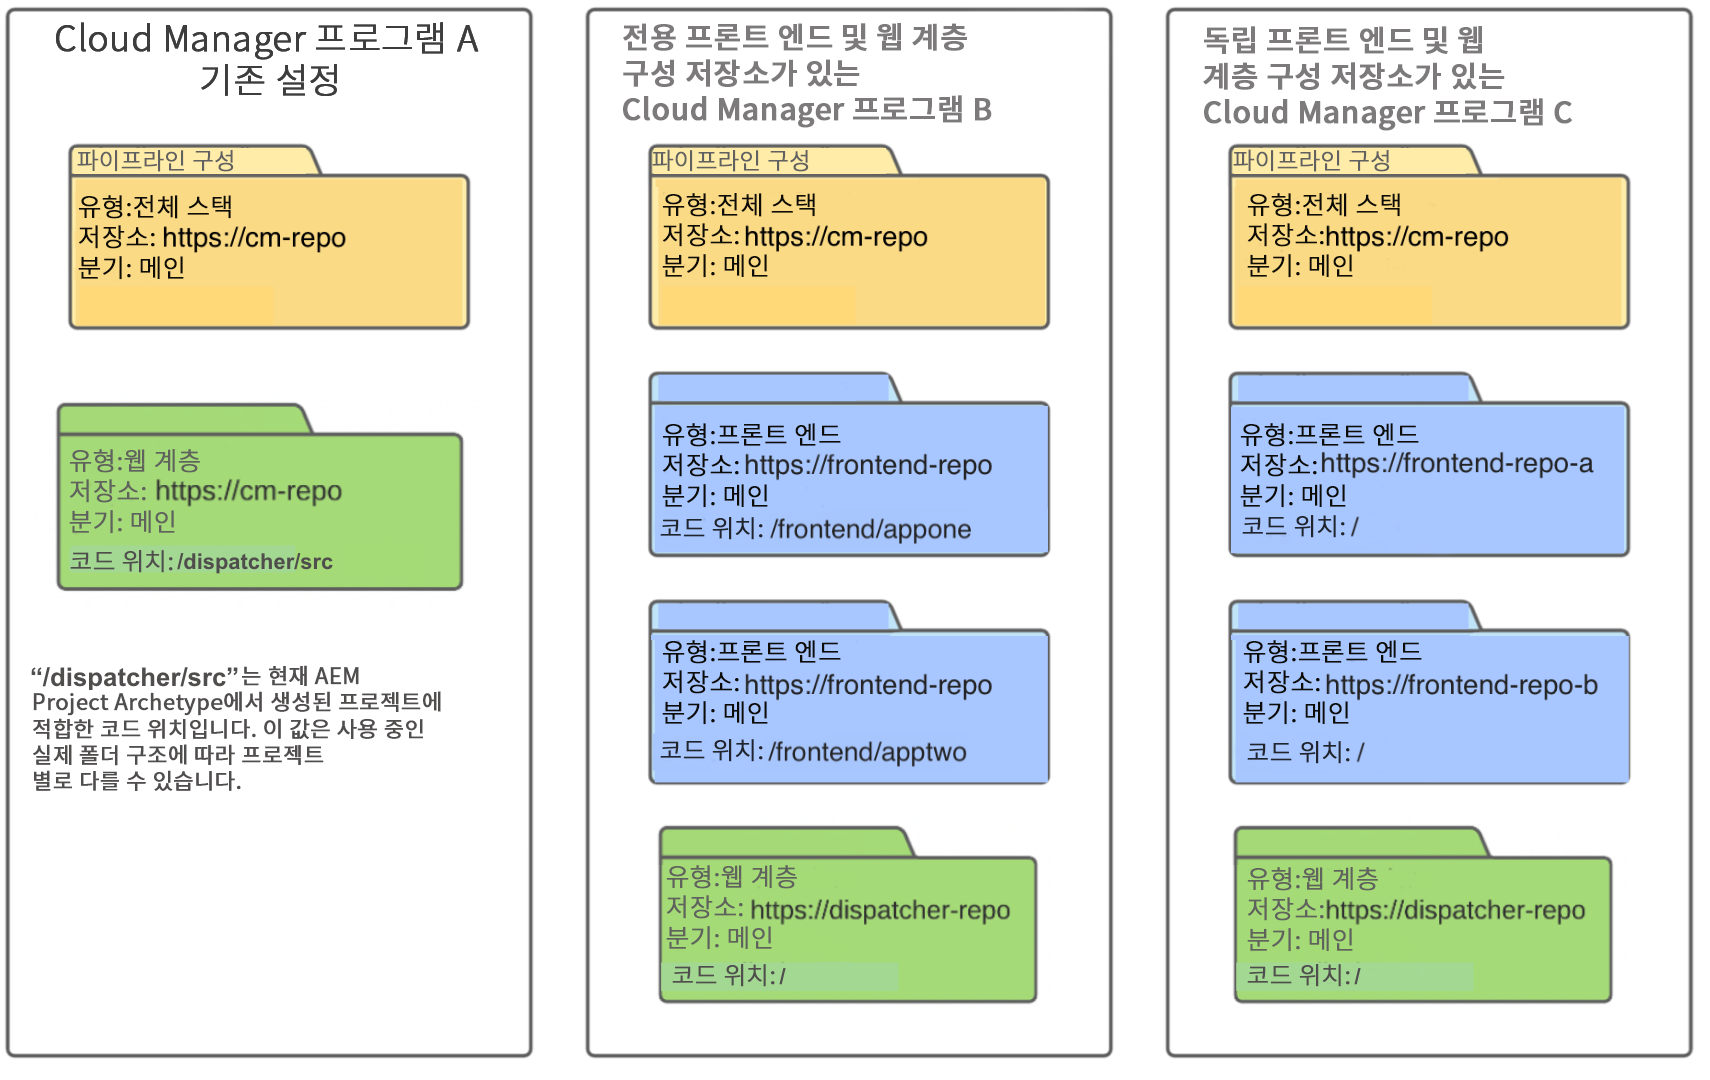 Cloud Manager 프로그램 A
기존 설정
파이프라인 구성
유형:전체 스택
저장소: https://cm-repo
분기: 메인
유형:웹 계층
저장소: https://cm-repo
분기: 메인
코드 위치: /dispatcher/src
“/dispatcher/src”는 현재 AEM
Project Archetype에서 생성된 프로젝트에
적합한 코드 위치입니다. 이 값은 사용 중인
실제 폴더 구조에 따라 프로젝트
별로 다를 수 있습니다.
전용 프론트 엔드 및 웹 계층
구성 저장소가 있는
Cloud Manager 프로그램 B
파이프라인 구성
유형:전체 스택
저장소: https://cm-repo
분기: 메인
유형:프론트 엔드
저장소: https://frontend-repo
분기: 메인
코드 위치: /frontend/appone
유형:프론트 엔드
저장소: https://frontend-repo
분기: 메인
코드 위치: /frontend/apptwo
유형:웹 계층
저장소: https://dispatcher-repo
분기: 메인
코드 위치: /
독립 프론트 엔드 및 웹
계층 구성 저장소가 있는
Cloud Manager 프로그램 C
파이프라인 구성
유형:전체 스택
저장소:https://cm-repo
분기: 메인
유형:프론트 엔드
저장소:https://frontend-repo-a
분기: 메인
코드 위치: /
유형:프론트 엔드
저장소: https://frontend-repo-b
분기: 메인
코드 위치: /
유형:웹 계층
저장소:https://dispatcher-repo
분기: 메인
코드 위치: /